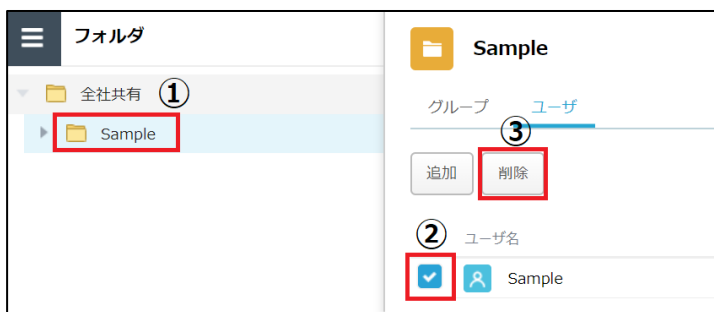 フォルダ
全社共有 ①
Sample
Sample
グループ ユーザ
③
追加 削除
② ユーザ名
Sample